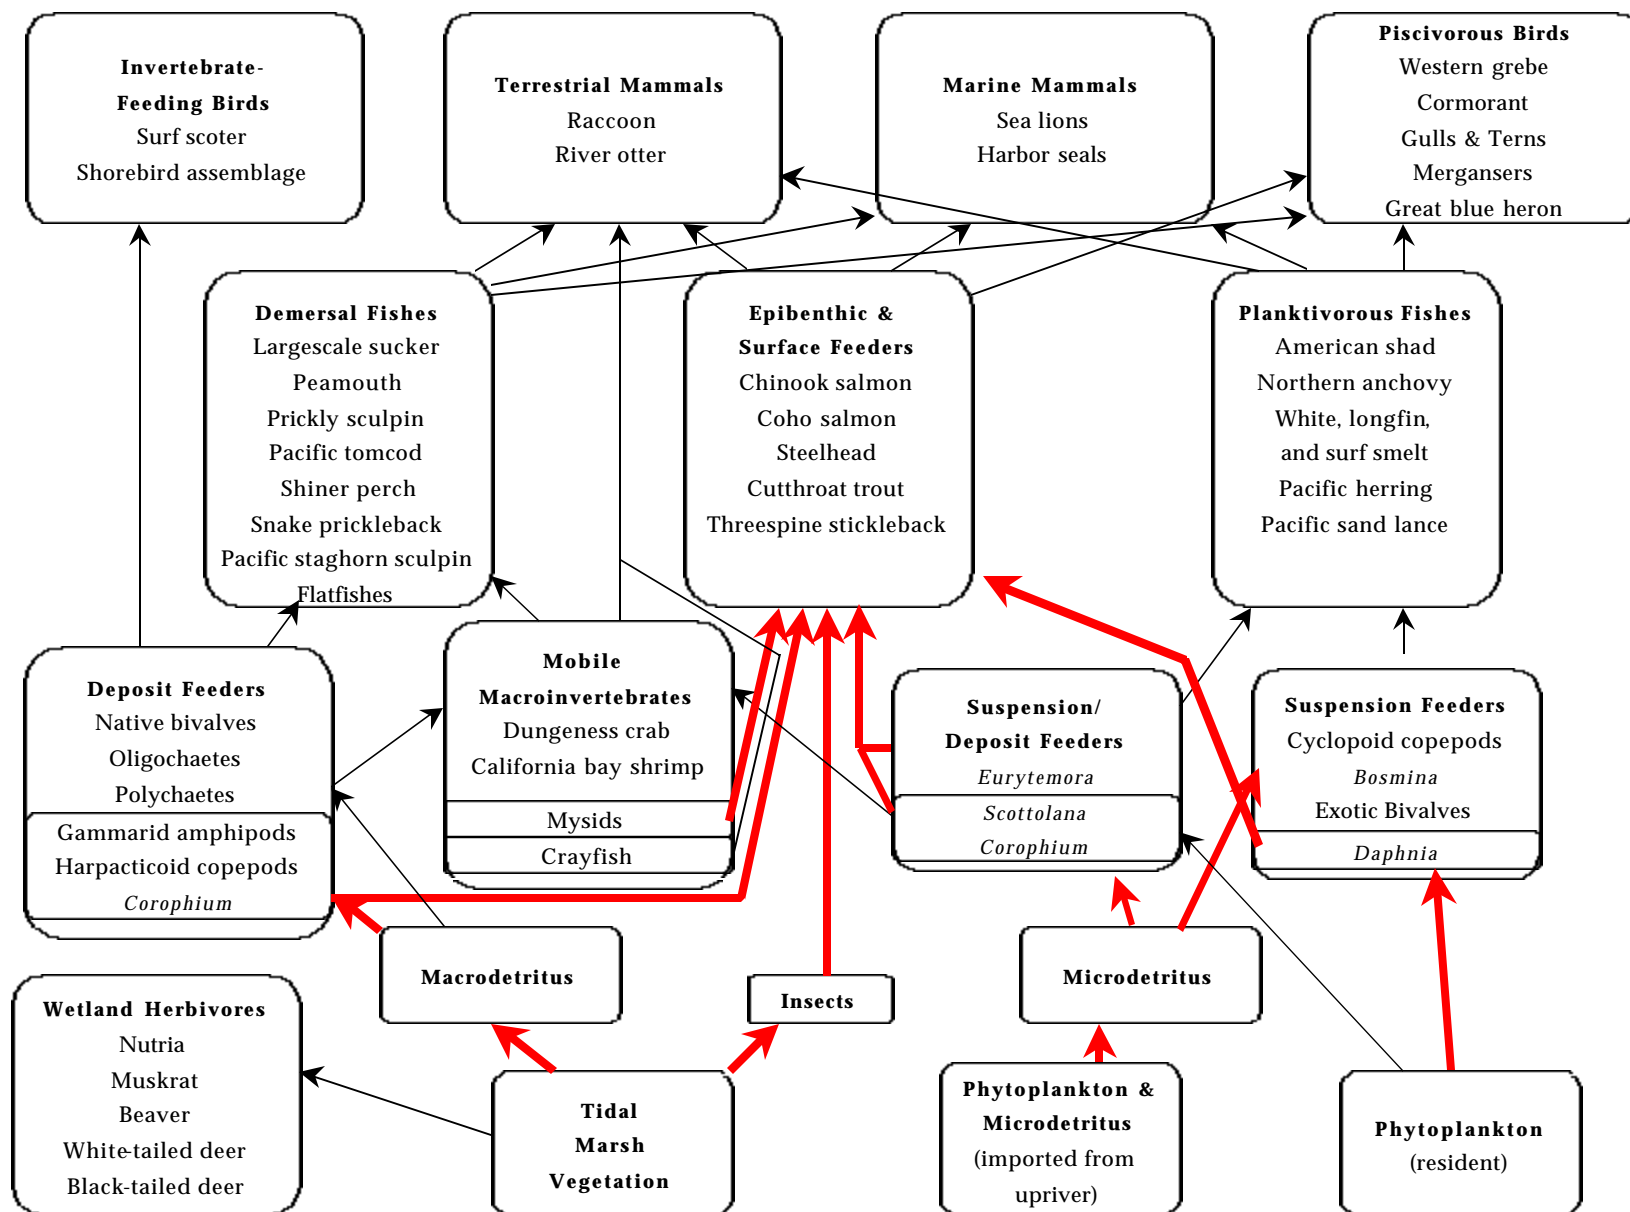 Invertebrate-
Feeding Birds
Surf scoter
Shorebird assemblage
Terrestrial Mammals
Raccoon
River otter
Marine Mammals
Sea lions
Harbor seals
Piscivorous Birds
Western grebe
Cormorant
Gulls & Terns
Mergansers
Great blue heron
Demersal Fishes
Largescale sucker
Peamouth
Prickly sculpin
Pacific tomcod
Shiner perch
Snake prickleback
Pacific staghorn sculpin
Flatfishes
Epibenthic &
Surface Feeders
Chinook salmon
Coho salmon
Steelhead
Cutthroat trout
Threespine stickleback
Planktivorous Fishes
American shad
Northern anchovy
White, longfin,
and surf smelt
Pacific herring
Pacific sand lance
Deposit Feeders
Native bivalves
Oligochaetes
Polychaetes
Gammarid amphipods
Harpacticoid copepods
Corophium
Mobile
Macroinvertebrates
Dungeness crab
California bay shrimp
Mysids
Crayfish
Suspension/
Deposit Feeders
Eurytemora
Scottolana
Corophium
Suspension Feeders
Cyclopoid copepods
Bosmina
Exotic Bivalves
Daphnia
Macrodetritus
Insects
Microdetritus
Wetland Herbivores
Nutria
Muskrat
Beaver
White-tailed deer
Black-tailed deer
Tidal
Marsh
Vegetation
Phytoplankton &
Microdetritus
(imported from
upriver)
Phytoplankton
(resident)